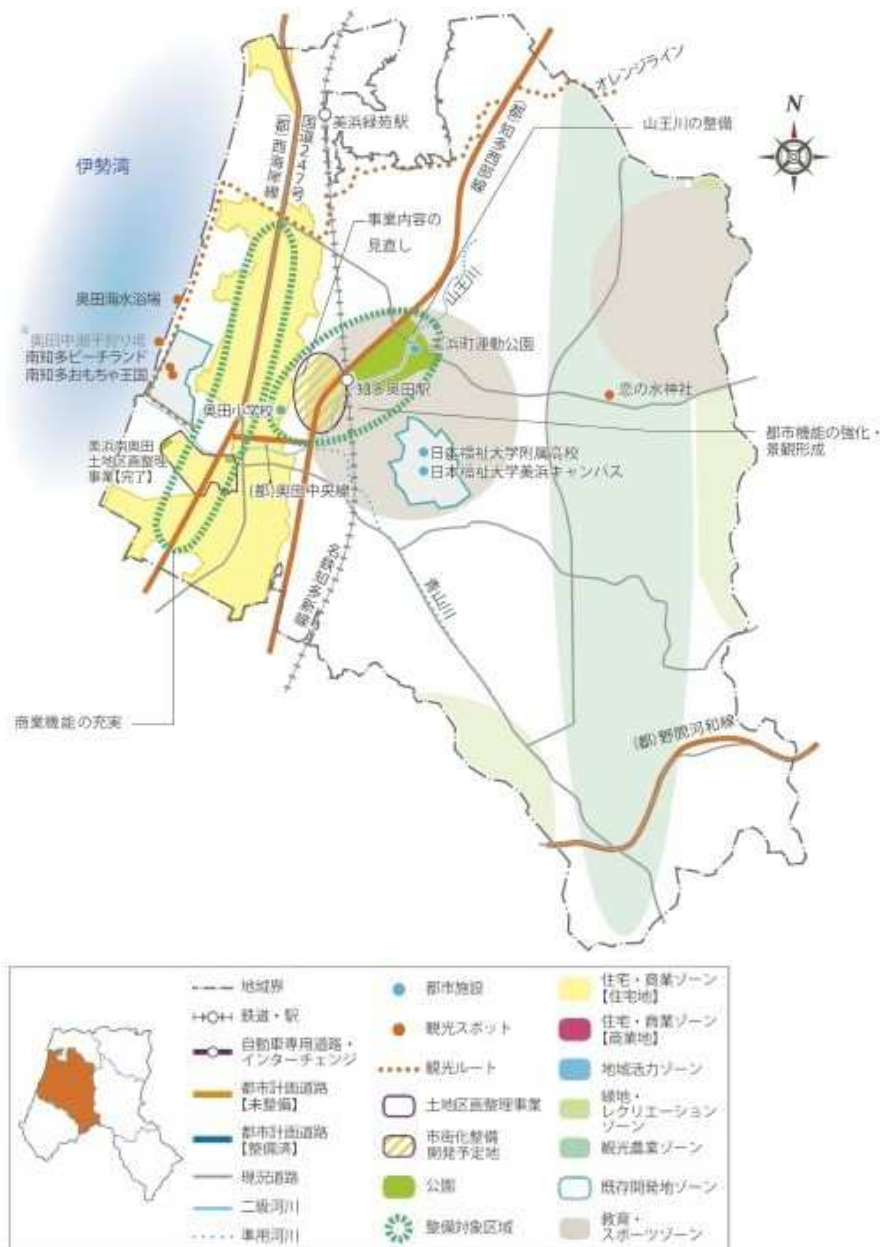 オレンジライン
N
美浜緑苑駅
(都)知多西部線
山王川の整備
伊勢湾
国道247号
(都)西海岸線
事業内容の
見直し
山王川
奥田海水浴場
奥田中潮干狩り場
南知多ビーチランド
南知多おもちゃ王国
美浜町運動公園
知多奥田駅
恋の水神社
奥田小学校
都市機能の強化・
景観形成
美浜南奥田
土地区画整理
事業【完了】
日本福祉大学附属高校
日本福祉大学美浜キャンパス
(都)奥田中央線
名鉄知多新線
青山川
商業機能の充実
(都)野間河和線
地域界
鉄道・駅
自動車専用道路・
インターチェンジ
都市計画道路
【未整備】
都市計画道路
【整備済】
現況道路
二級河川
準用河川
都市施設
観光スポット
観光ルート
土地区画整理事業
市街化整備
開発予定地
公園
整備対象区域
住宅・商業ゾーン
【住宅地】
住宅・商業ゾーン
【商業地】
地域活力ゾーン
緑地・
レクリエーション
ゾーン
観光農業ゾーン
既存開発地ゾーン
教育・
スポーツゾーン